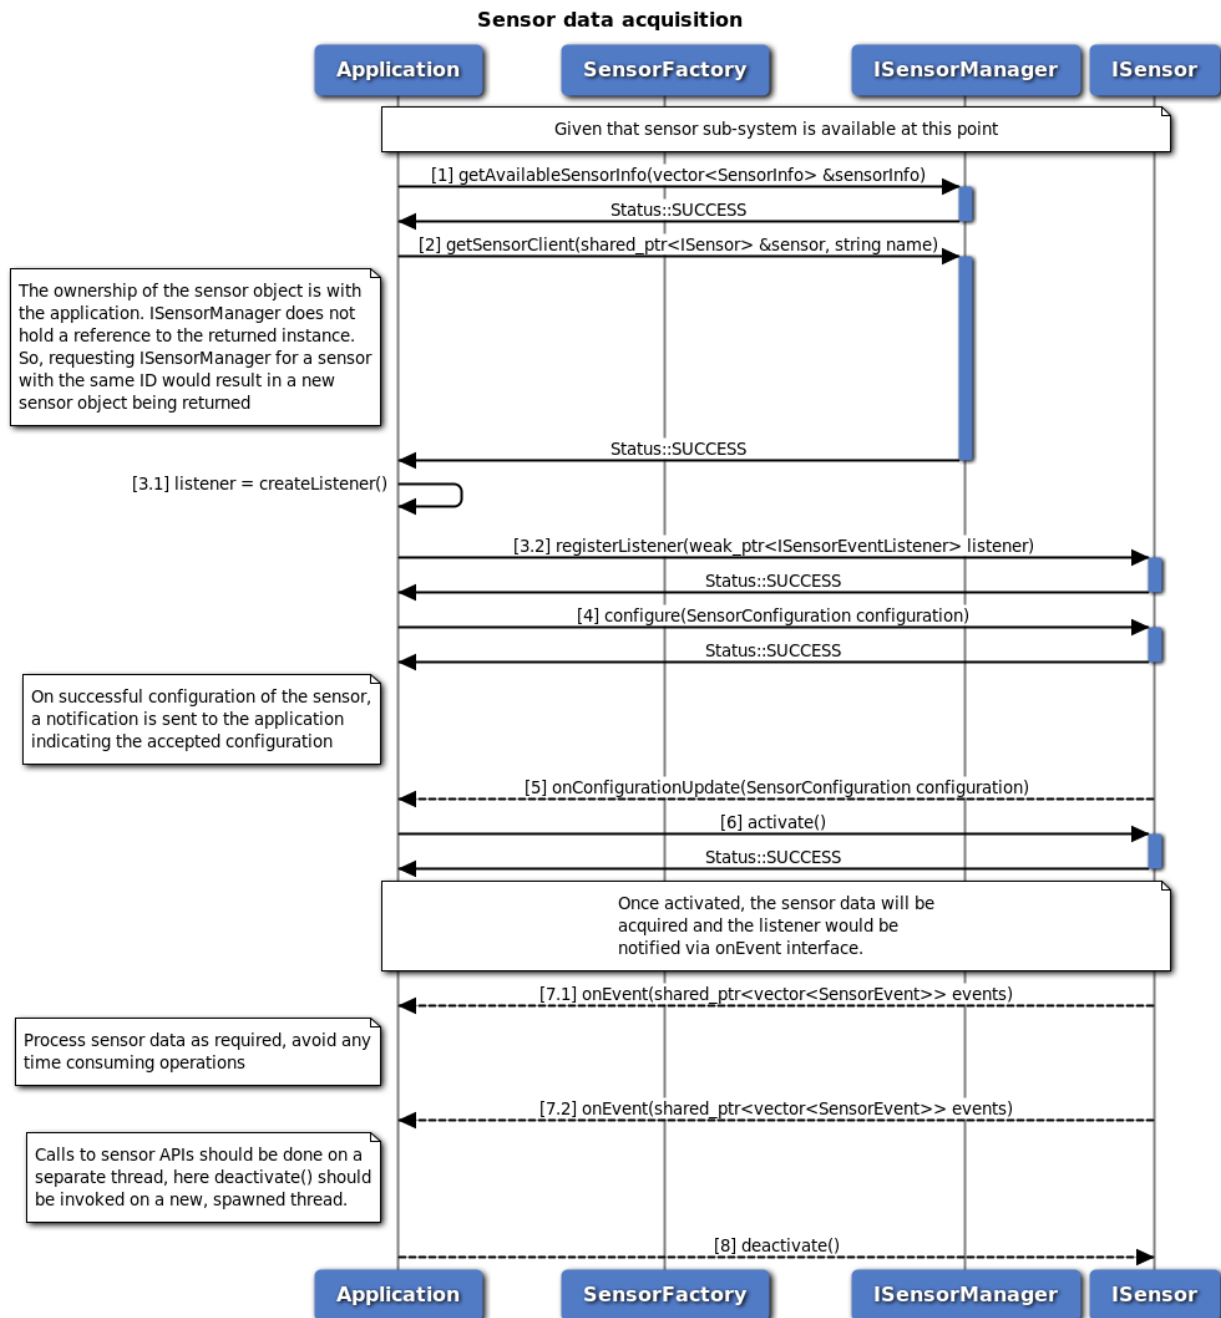 Sensor data acquisition
Application
SensorFactory
ISensorManager
ISensor
Given that sensor sub-system is available at this point
[1] getAvailableSensorInfo(vector<SensorInfo> &sensorInfo)
Status::SUCCESS
[2] getSensorClient(shared_ptr<ISensor> &sensor, string name)
The ownership of the sensor object is with
the application. ISensorManager does not
hold a reference to the returned instance.
So, requesting ISensorManager for a sensor
with the same ID would result in a new
sensor object being returned
Status::SUCCESS
[3.1] listener = createListener()
[3.2] registerListener(weak_ptr<ISensorEventListener> listener)
Status::SUCCESS
[4] configure(SensorConfiguration configuration)
Status::SUCCESS
On successful configuration of the sensor,
a notification is sent to the application
indicating the accepted configuration
[5] onConfigurationUpdate(SensorConfiguration configuration)
[6] activate()
Status::SUCCESS
Once activated, the sensor data will be
acquired and the listener would be
notified via onEvent interface.
[7.1] onEvent(shared_ptr<vector<SensorEvent>> events)
Process sensor data as required, avoid any
time consuming operations
[7.2] onEvent(shared_ptr<vector<SensorEvent>> events)
Calls to sensor APIs should be done on a
separate thread, here deactivate() should
be invoked on a new, spawned thread.
[8] deactivate()
Application
SensorFactory
ISensorManager
ISensor